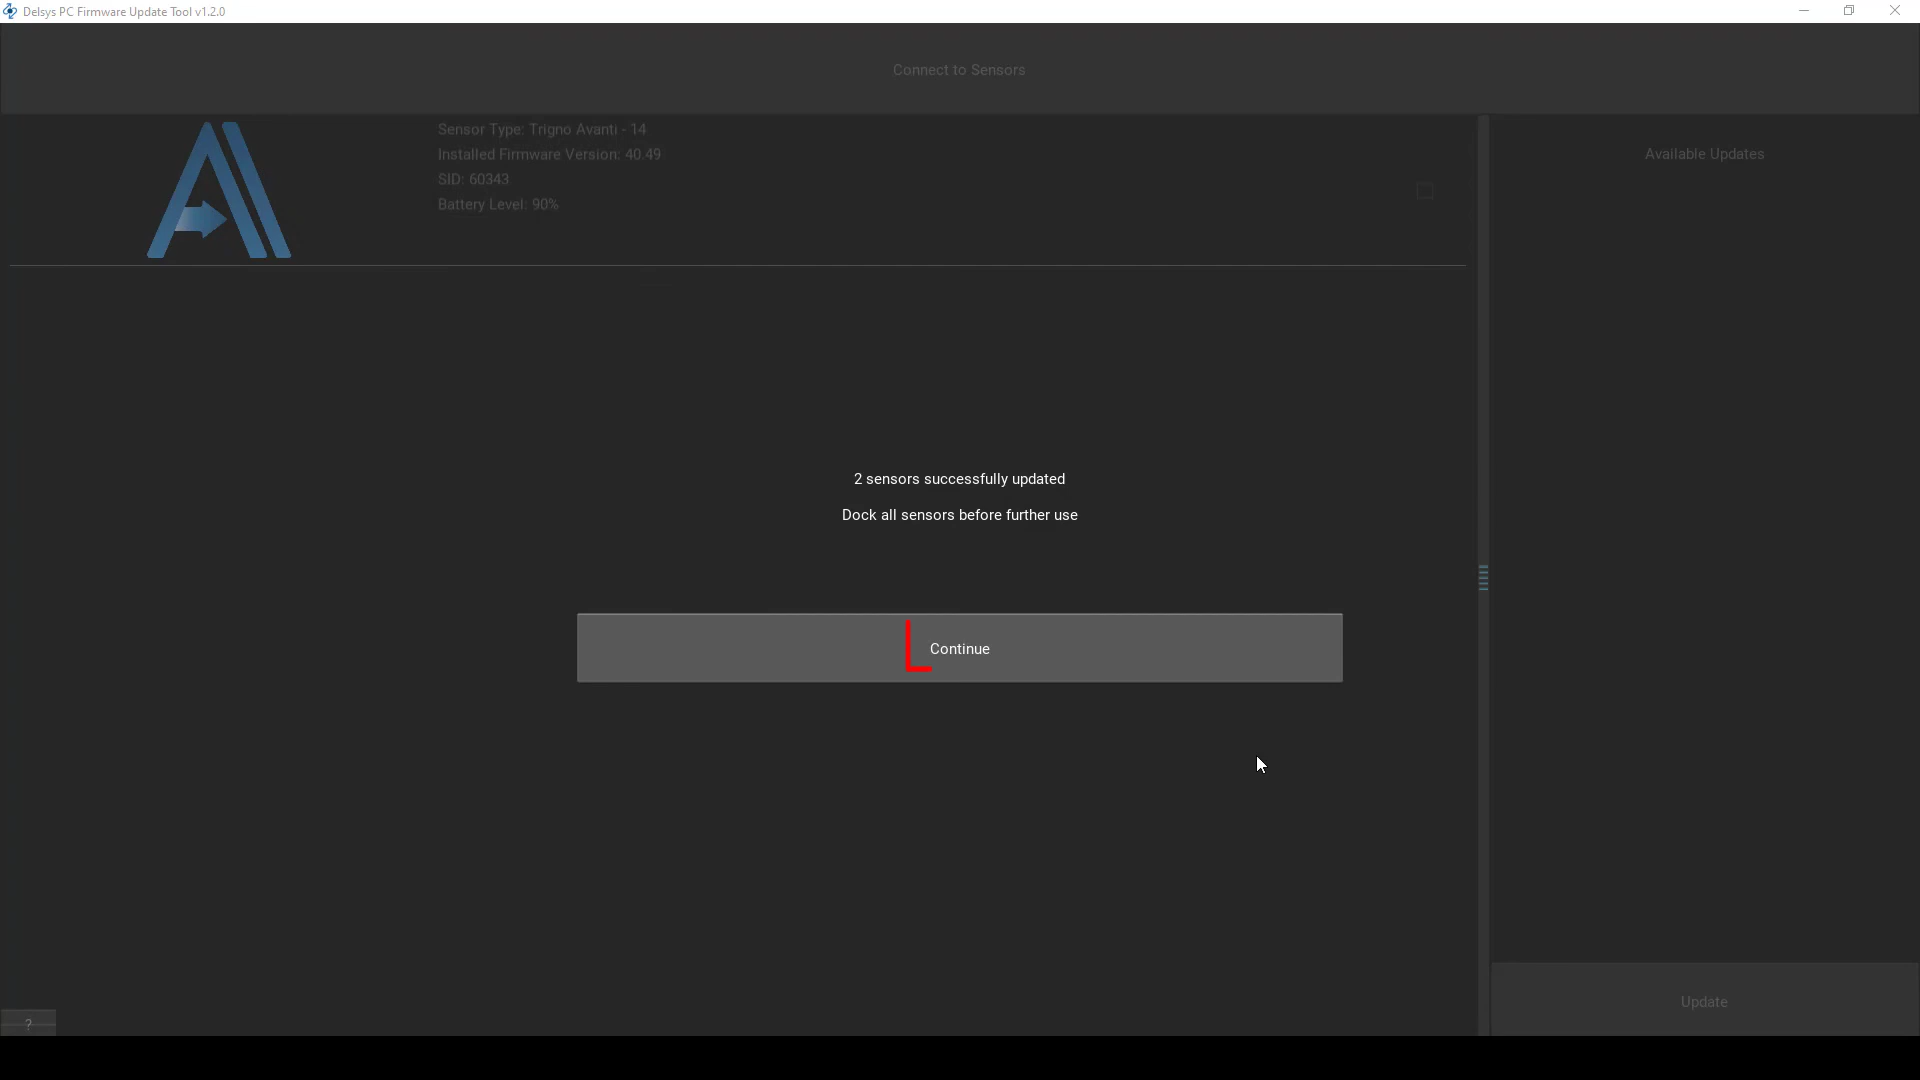 Delsys PC Firmware Update Tool v1.2.0
Connect to Sensors
Sensor Type: Trigno Avanti - 14
Installed Firmware Version: 40.49
SID: 60343
Battery Level: 90%
Available Updates
2 sensors successfully updated
Dock all sensors before further use
Continue
Update
?